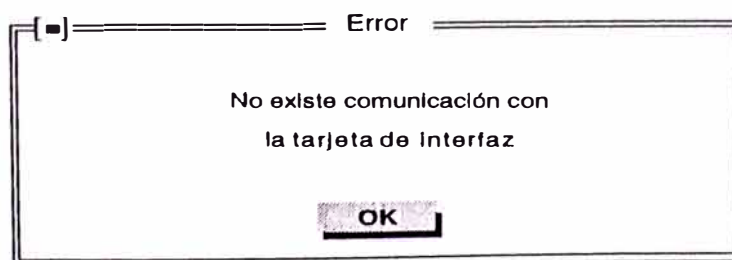 [■] Error
No existe comunicación con
la tarjeta de interfaz
OK